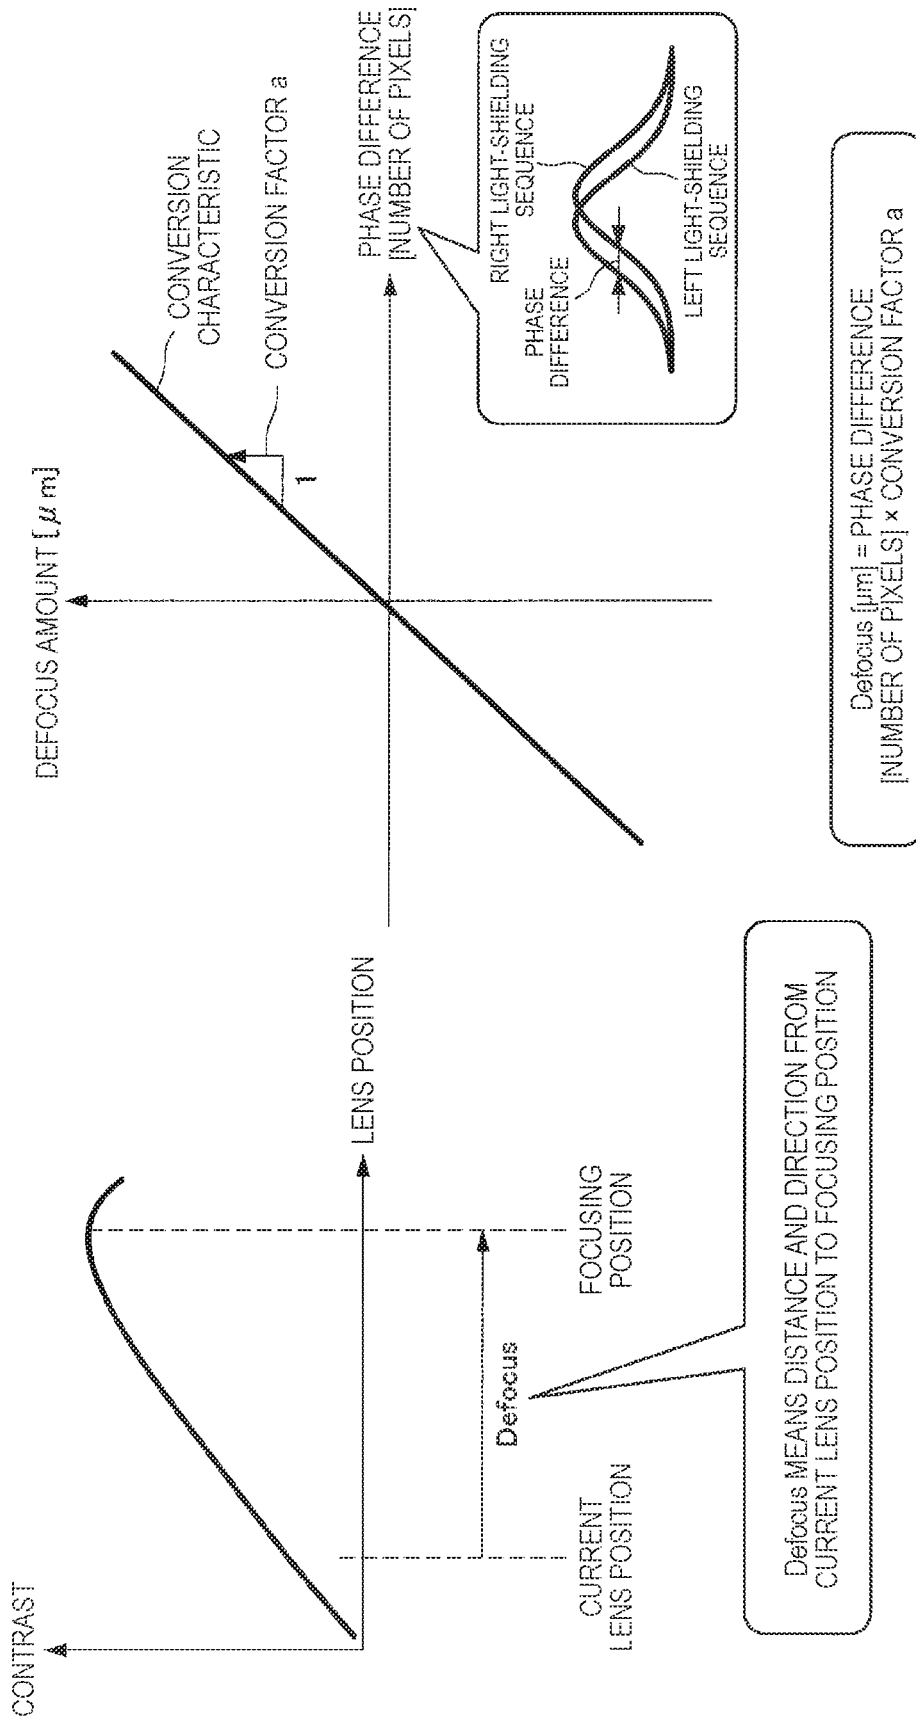 CONTRAST
LENS POSITION
CURRENT
LENS POSITION
Defocus
FOCUSING
POSITION
Defocus MEANS DISTANCE AND DIRECTION FROM
CURRENT LENS POSITION TO FOCUSING POSITION
DEFOCUS AMOUNT [μm]
CONVERSION
CHARACTERISTIC
CONVERSION FACTOR a
1
PHASE DIFFERENCE
[NUMBER OF PIXELS]
RIGHT LIGHT-SHIELDING
SEQUENCE
PHASE
DIFFERENCE
LEFT LIGHT-SHIELDING
SEQUENCE
Defocus [μm] = PHASE DIFFERENCE
[NUMBER OF PIXELS] × CONVERSION FACTOR a